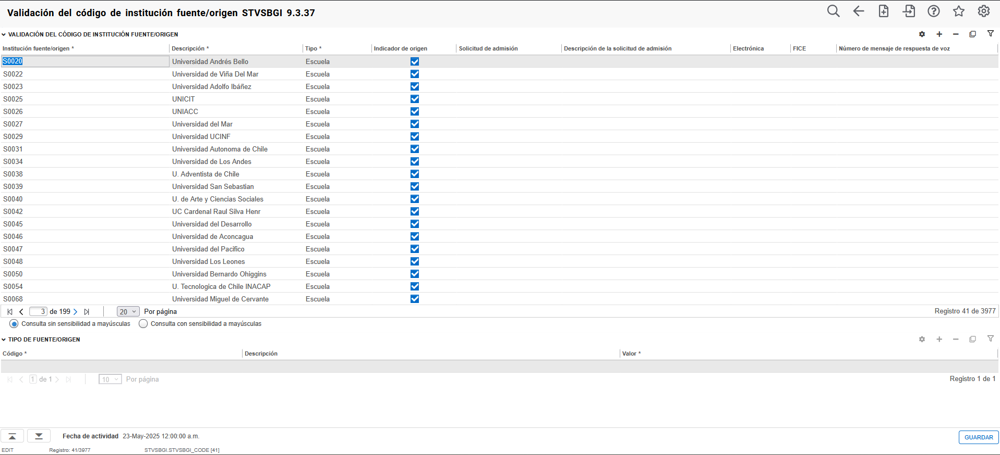 Validación del código de institución fuente/origen STVSBGI 9.3.37
VALIDACIÓN DEL CÓDIGO DE INSTITUCIÓN FUENTE/ORIGEN
Institución fuente/origen * Descripción * Tipo * Indicador de origen Solicitud de admisión Descripción de la solicitud de admisión Electrónica FICE Número de mensaje de respuesta de voz
S0020 Universidad Andrés Bello Escuela
S0022 Universidad de Viña Del Mar Escuela
S0023 Universidad Adolfo Ibáñez Escuela
S0025 UNICIT Escuela
S0026 UNIACC Escuela
S0027 Universidad del Mar Escuela
S0029 Universidad UCINF Escuela
S0031 Universidad Autonoma de Chile Escuela
S0034 Universidad de Los Andes Escuela
S0038 U. Adventista de Chile Escuela
S0039 Universidad San Sebastian Escuela
S0040 U. de Arte y Ciencias Sociales Escuela
S0042 UC Cardenal Raul Silva Henr Escuela
S0045 Universidad del Desarrollo Escuela
S0046 Universidad de Aconcagua Escuela
S0047 Universidad del Pacifico Escuela
S0048 Universidad Los Leones Escuela
S0050 Universidad Bernardo Ohiggins Escuela
S0054 U. Tecnologica de Chile INACAP Escuela
S0068 Universidad Miguel de Cervante Escuela
3 de 199 20 Por página Registro 41 de 3977
Consulta sin sensibilidad a mayúsculas Consulta con sensibilidad a mayúsculas
TIPO DE FUENTE/ORIGEN
Código * Descripción Valor *
1 de 1 10 Por página Registro 1 de 1
Fecha de actividad 23-May-2025 12:00:00 a.m. GUARDAR
EDIT Registro: 41/3977 STVSBGI.STVSBGI_CODE [41]